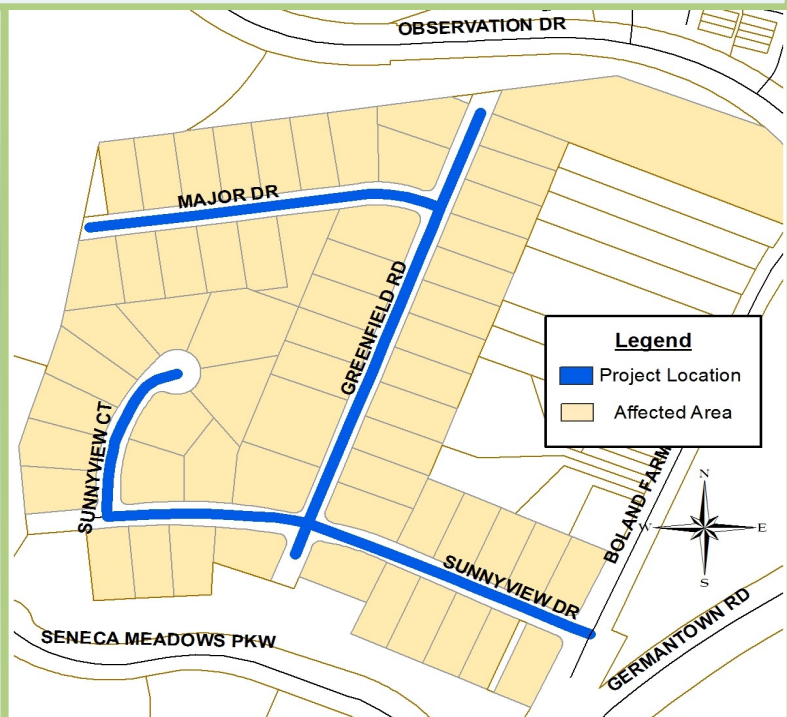 OBSERVATION DR
MAJOR DR
GREENFIELD RD
Legend
Project Location
Affected Area
SUNNYVIEW CT
BOLAND FARM
N
W
E
S
SUNNYVIEW DR
GERMANTOWN RD
SENECA MEADOWS PKW